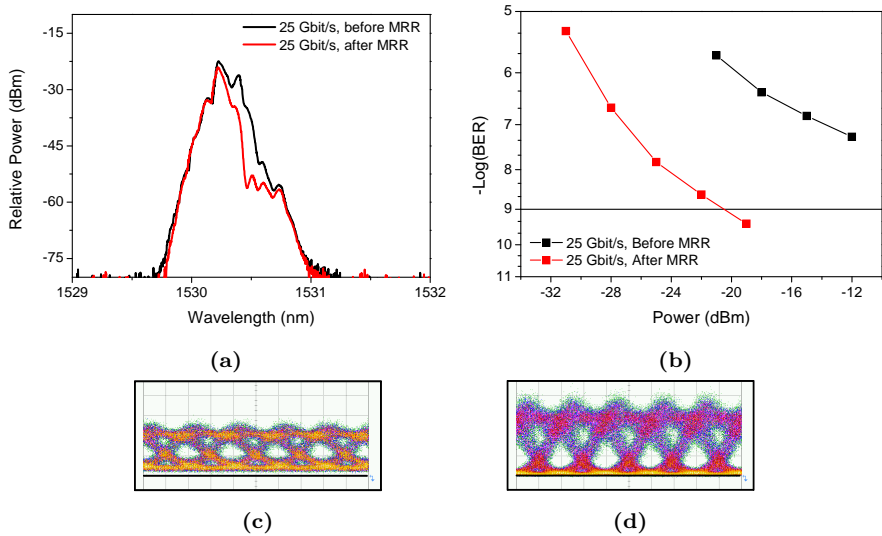 25 Gbit/s, before MRR
25 Gbit/s, after MRR
-15
-30
-45
-60
-75
Relative Power (dBm)
1529
1530
1531
1532
Wavelength (nm)
(a)
5
6
7
8
9
10
11
-Log(BER)
25 Gbit/s, Before MRR
25 Gbit/s, After MRR
-32
-28
-24
-20
-16
-12
Power (dBm)
(b)
(c)
(d)